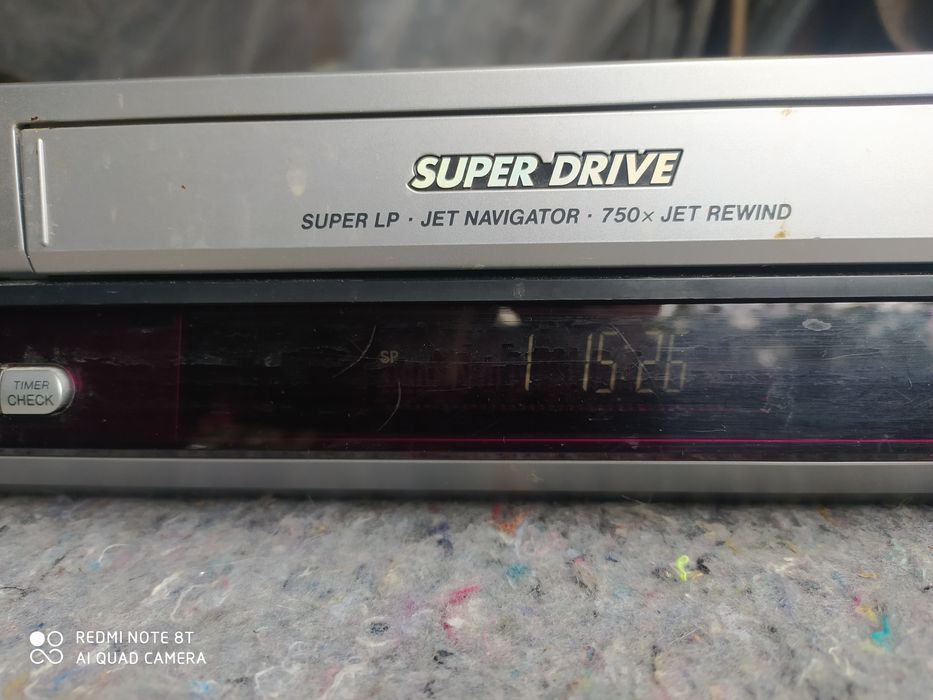 SUPER DRIVE
SUPER LP · JET NAVIGATOR · 750x JET REWIND
SP 1 15:26
TIMER
CHECK
REDMI NOTE 8T
AI QUAD CAMERA